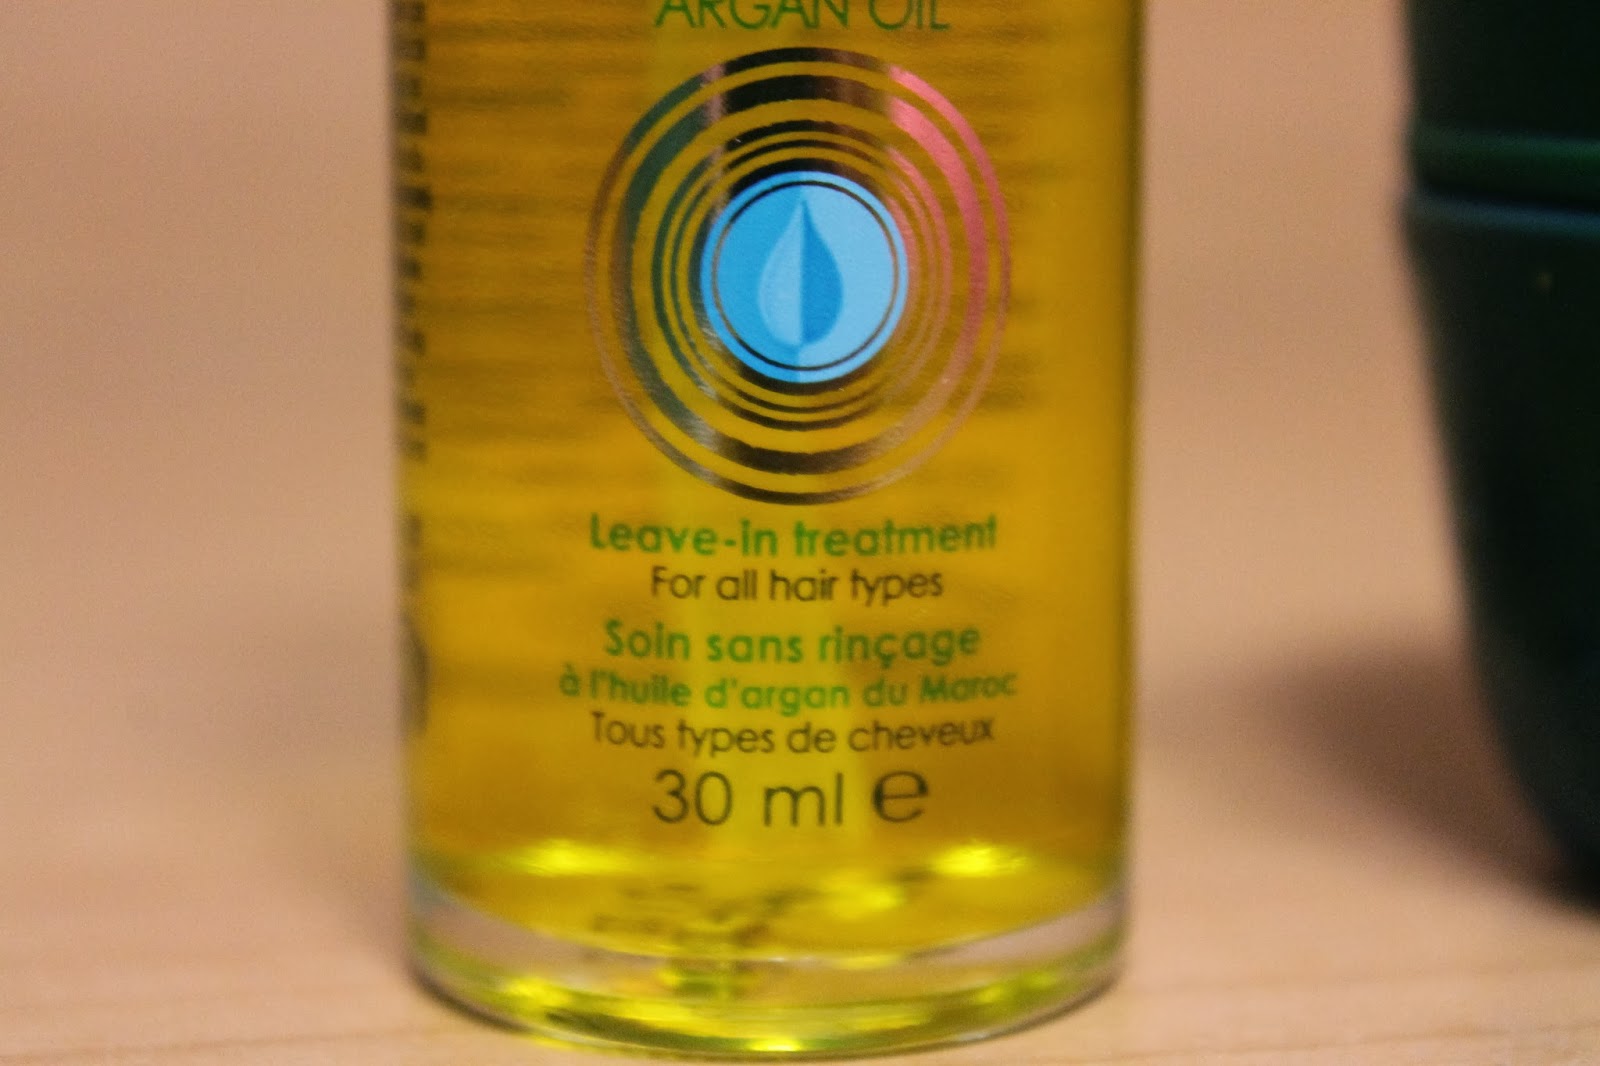 ARGAN OIL
Leave-in treatment
For all hair types
Soin sans rinçage
à l'huile d'argan du Maroc
Tous types de cheveux
30 ml ℮